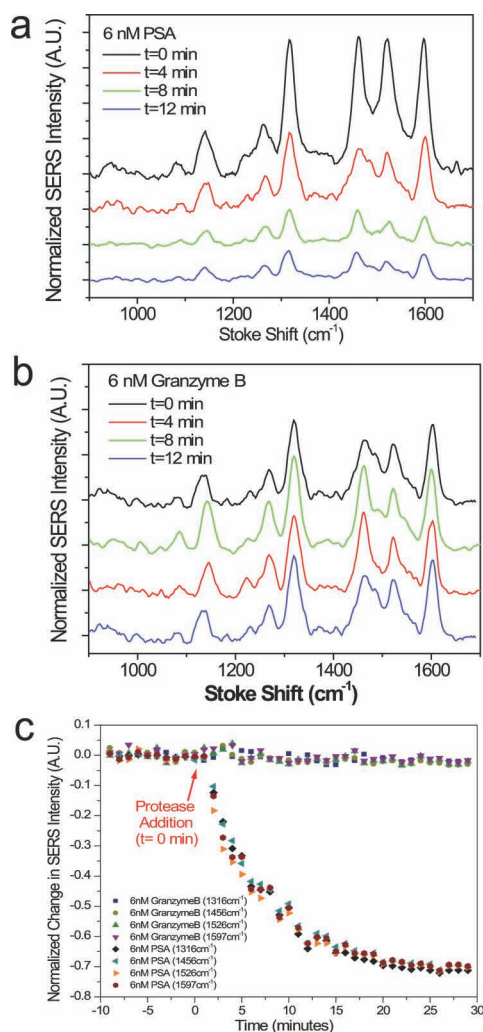 a
6 nM PSA
t=0 min
t=4 min
t=8 min
t=12 min
Normalized SERS Intensity (A.U.)
1000 1200 1400 1600
Stoke Shift (cm-1)
b
6 nM Granzyme B
t=0 min
t=4 min
t=8 min
t=12 min
Normalized SERS Intensity (A.U.)
1000 1200 1400 1600
Stoke Shift (cm-1)
c
Normalized Change in SERS Intensity (A.U.)
0.1
0.0
-0.1
-0.2
-0.3
-0.4
-0.5
-0.6
-0.7
-0.8
Protease
Addition
(t= 0 min)
6nM GranzymeB (1316cm-1)
6nM GranzymeB (1456cm-1)
6nM GranzymeB (1526cm-1)
6nM GranzymeB (1597cm-1)
6nM PSA (1316cm-1)
6nM PSA (1456cm-1)
6nM PSA (1526cm-1)
6nM PSA (1597cm-1)
-10 -5 0 5 10 15 20 25 30
Time (minutes)